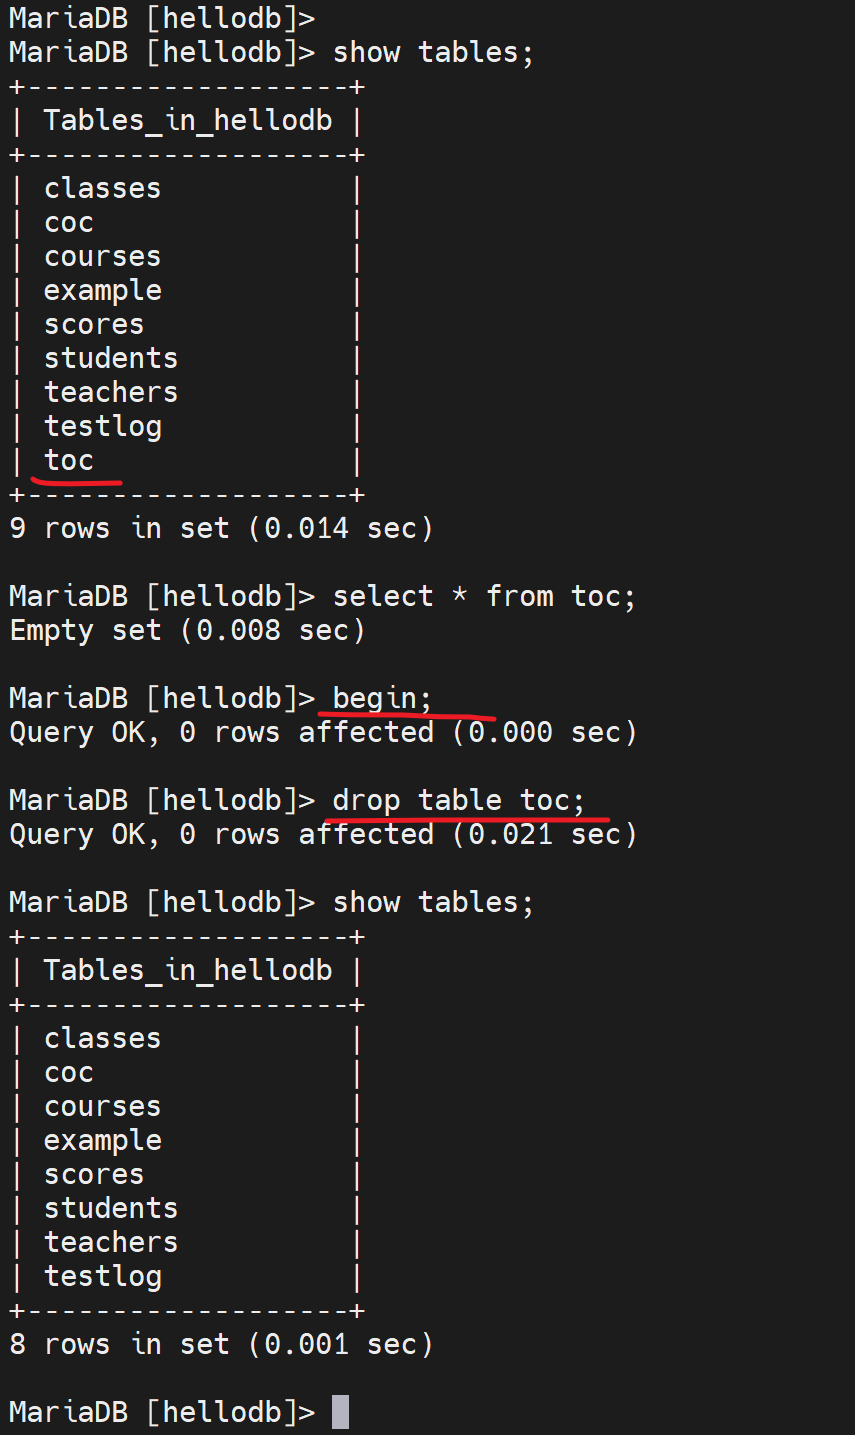 MariaDB [hellodb]>
MariaDB [hellodb]> show tables;
+-------------------+
| Tables_in_hellodb |
+-------------------+
| classes           |
| coc               |
| courses           |
| example           |
| scores            |
| students          |
| teachers          |
| testlog           |
| toc               |
+-------------------+
9 rows in set (0.014 sec)

MariaDB [hellodb]> select * from toc;
Empty set (0.008 sec)

MariaDB [hellodb]> begin;
Query OK, 0 rows affected (0.000 sec)

MariaDB [hellodb]> drop table toc;
Query OK, 0 rows affected (0.021 sec)

MariaDB [hellodb]> show tables;
+-------------------+
| Tables_in_hellodb |
+-------------------+
| classes           |
| coc               |
| courses           |
| example           |
| scores            |
| students          |
| teachers          |
| testlog           |
+-------------------+
8 rows in set (0.001 sec)

MariaDB [hellodb]>